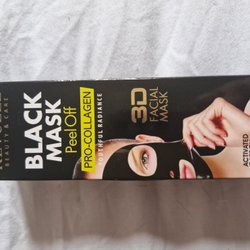 BEAUTY & CARE
BLACK
MASK
Peel Off
PRO-COLLAGEN
YOUTHFUL RADIANCE
3D
FACIAL
MASK
ACTIVATED